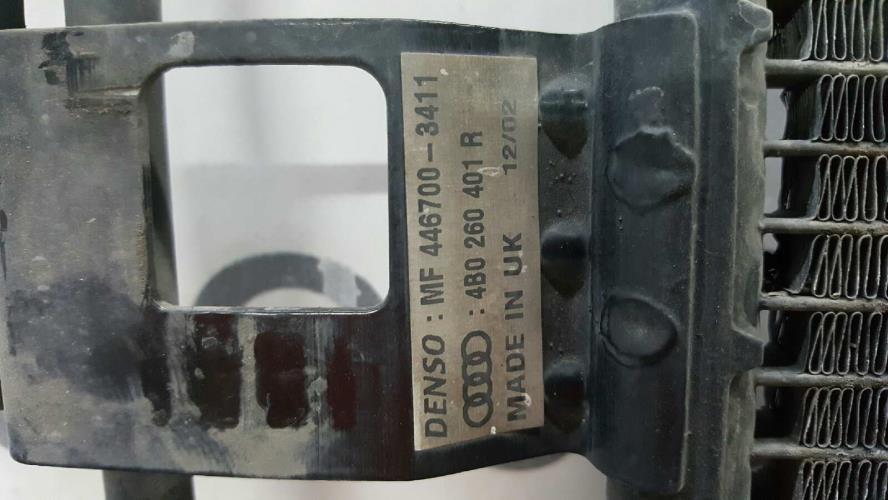 DENSO : MF 446700-3411
: 4B0 260 401 R
MADE IN UK 12/02